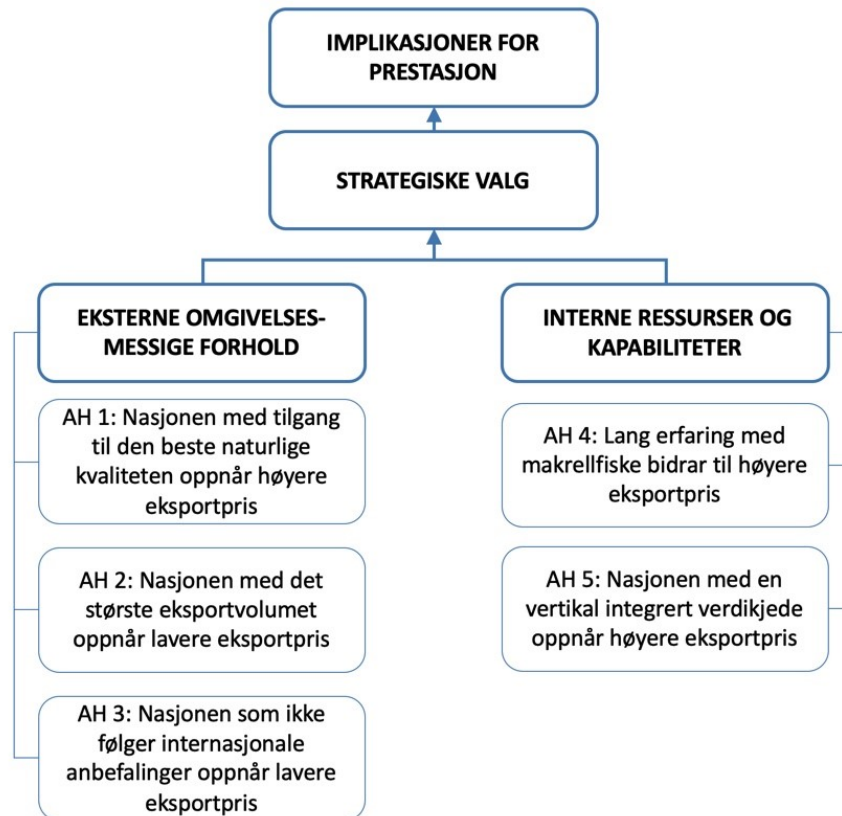 IMPLIKASJONER FOR
PRESTASJON
STRATEGISKE VALG
EKSTERNE OMGIVELSES-
MESSIGE FORHOLD
AH 1: Nasjonen med tilgang
til den beste naturlige
kvaliteten oppnår høyere
eksportpris
AH 2: Nasjonen med det
største eksportvolumet
oppnår lavere eksportpris
AH 3: Nasjonen som ikke
følger internasjonale
anbefalinger oppnår lavere
eksportpris
INTERNE RESSURSER OG
KAPABILITETER
AH 4: Lang erfaring med
makrellfiske bidrar til høyere
eksportpris
AH 5: Nasjonen med en
vertikal integrert verdikjede
oppnår høyere eksportpris